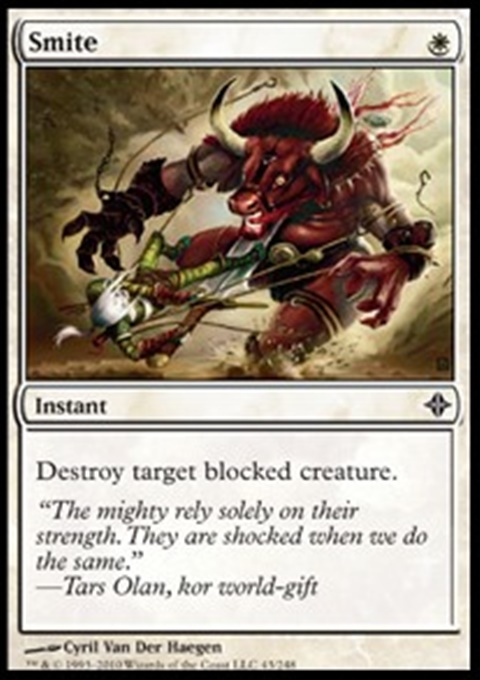 Smite
Instant
Destroy target blocked creature.
“The mighty rely solely on their
strength. They are shocked when we do
the same.”
—Tars Olan, kor world-gift
Cyril Van Der Haegen
™ & © 1993–2010 Wizards of the Coast LLC 43/248